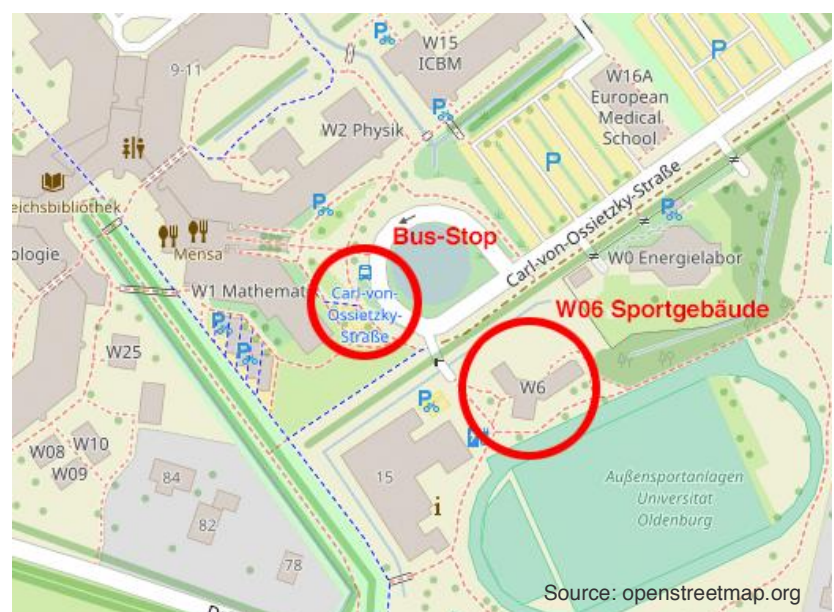 W15
ICBM
9-11
P
P
W16A
European
Medical
School
P
W2 Physik
P
P
eichsbibliothek
P
P
Carl-von-Ossietzky-Straße
Bus-Stop
Mensa
ologie
W0 Energielabor
W1 Mathematik
Carl-von-
Ossietzky-
Straße
W06 Sportgebäude
P
P
W25
W6
P
W08
W10
W09
84
15
Außensportanlagen
Universität
Oldenburg
i
82
78
Source: openstreetmap.org